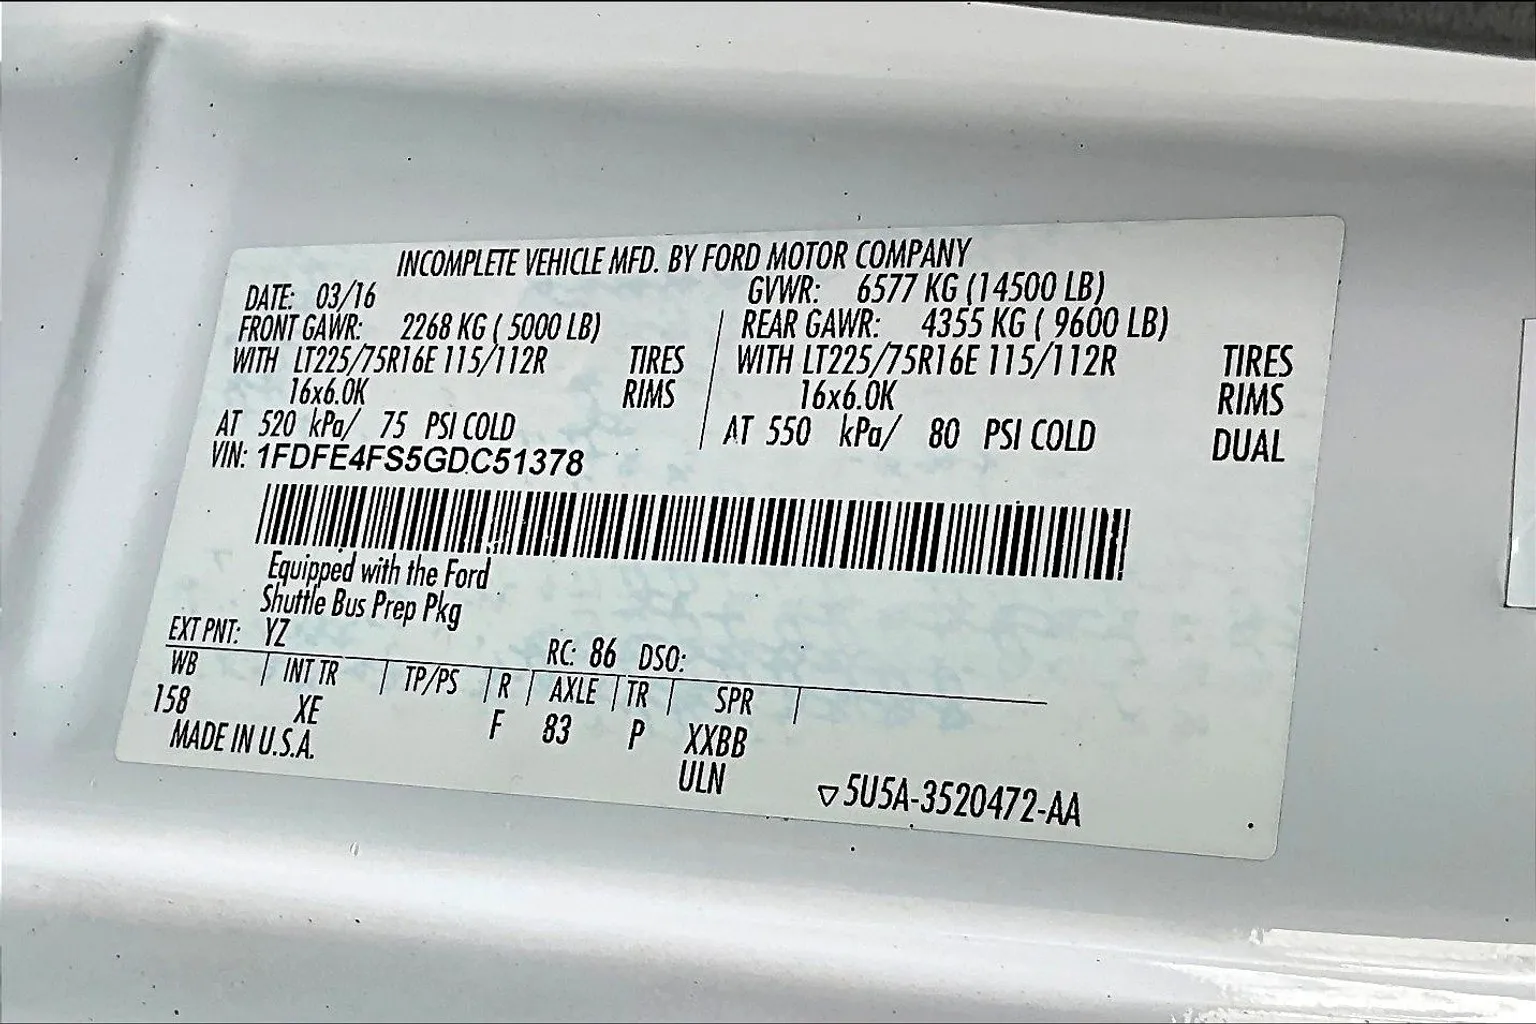 INCOMPLETE VEHICLE MFD. BY FORD MOTOR COMPANY
DATE: 03/16 GVWR: 6577 KG (14500 LB)
FRONT GAWR: 2268 KG ( 5000 LB) REAR GAWR: 4355 KG ( 9600 LB)
WITH LT225/75R16E 115/112R TIRES WITH LT225/75R16E 115/112R TIRES
16x6.0K RIMS 16x6.0K RIMS
AT 520 kPa/ 75 PSI COLD AT 550 kPa/ 80 PSI COLD DUAL
VIN: 1FDFE4FS5GDC51378
Equipped with the Ford
Shuttle Bus Prep Pkg
EXT PNT: YZ RC: 86 DSO:
WB INT TR TP/PS R AXLE TR SPR
158 XE F 83 P XXBB
MADE IN U.S.A. ULN
▽5U5A-3520472-AA